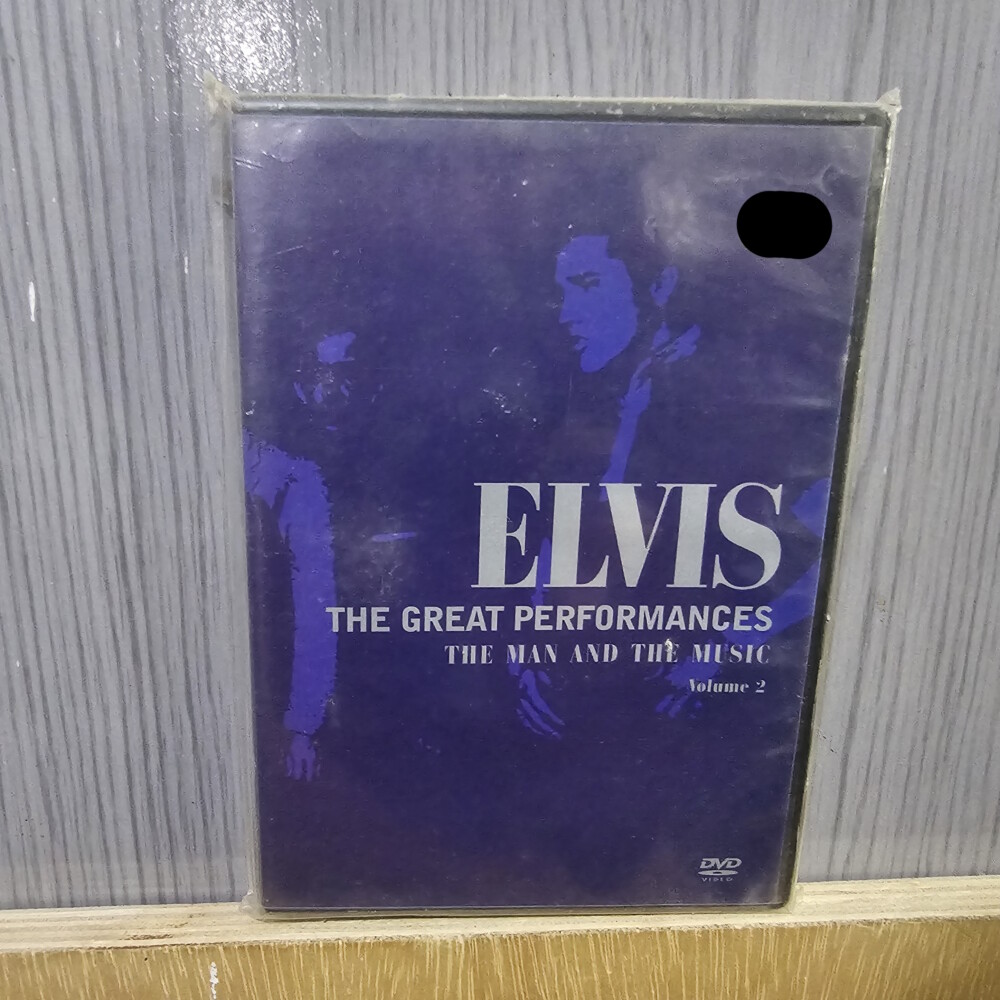 ELVIS
THE GREAT PERFORMANCES
THE MAN AND THE MUSIC
Volume 2
DVD
VIDEO